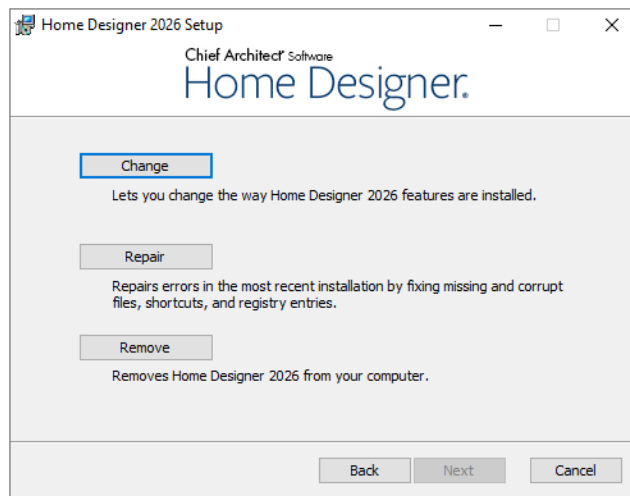 Home Designer 2026 Setup
Chief Architect® Software
Home Designer®
Change
Lets you change the way Home Designer 2026 features are installed.
Repair
Repairs errors in the most recent installation by fixing missing and corrupt
files, shortcuts, and registry entries.
Remove
Removes Home Designer 2026 from your computer.
Back Next Cancel